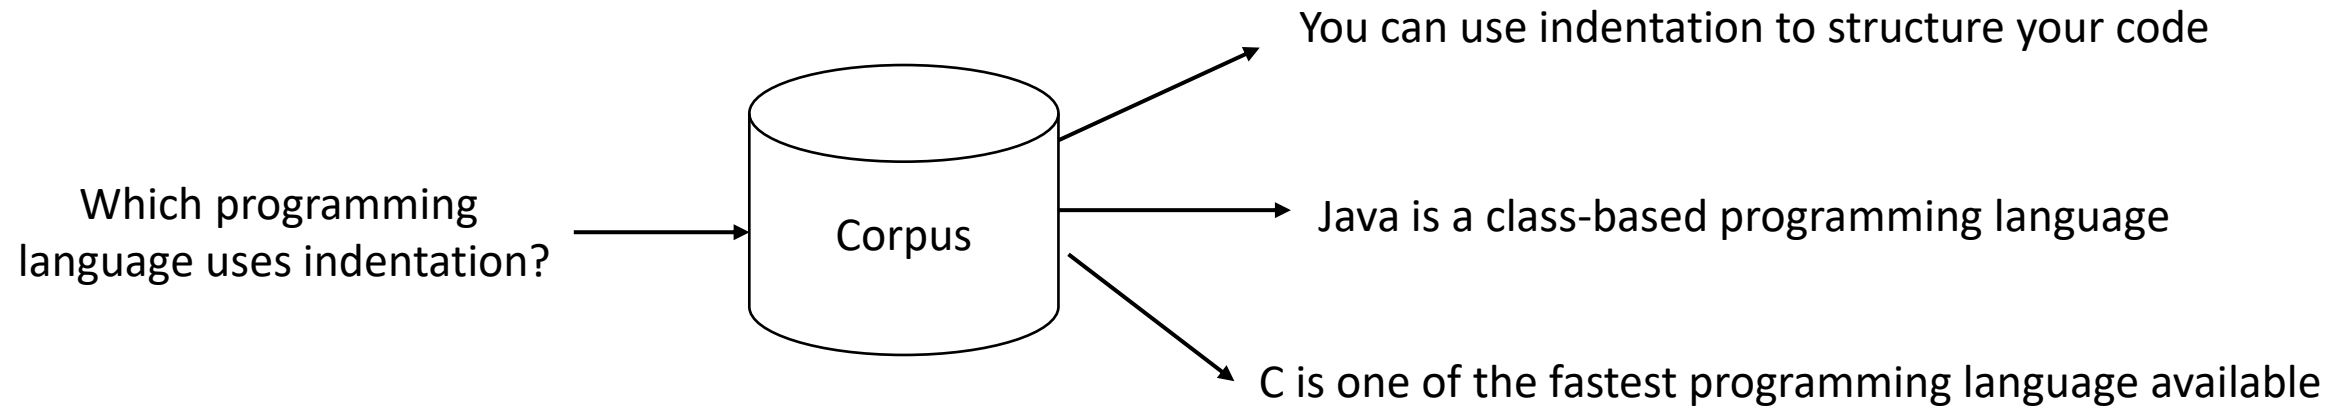 You can use indentation to structure your code
Which programming
language uses indentation?
Corpus
Java is a class-based programming language
C is one of the fastest programming language available